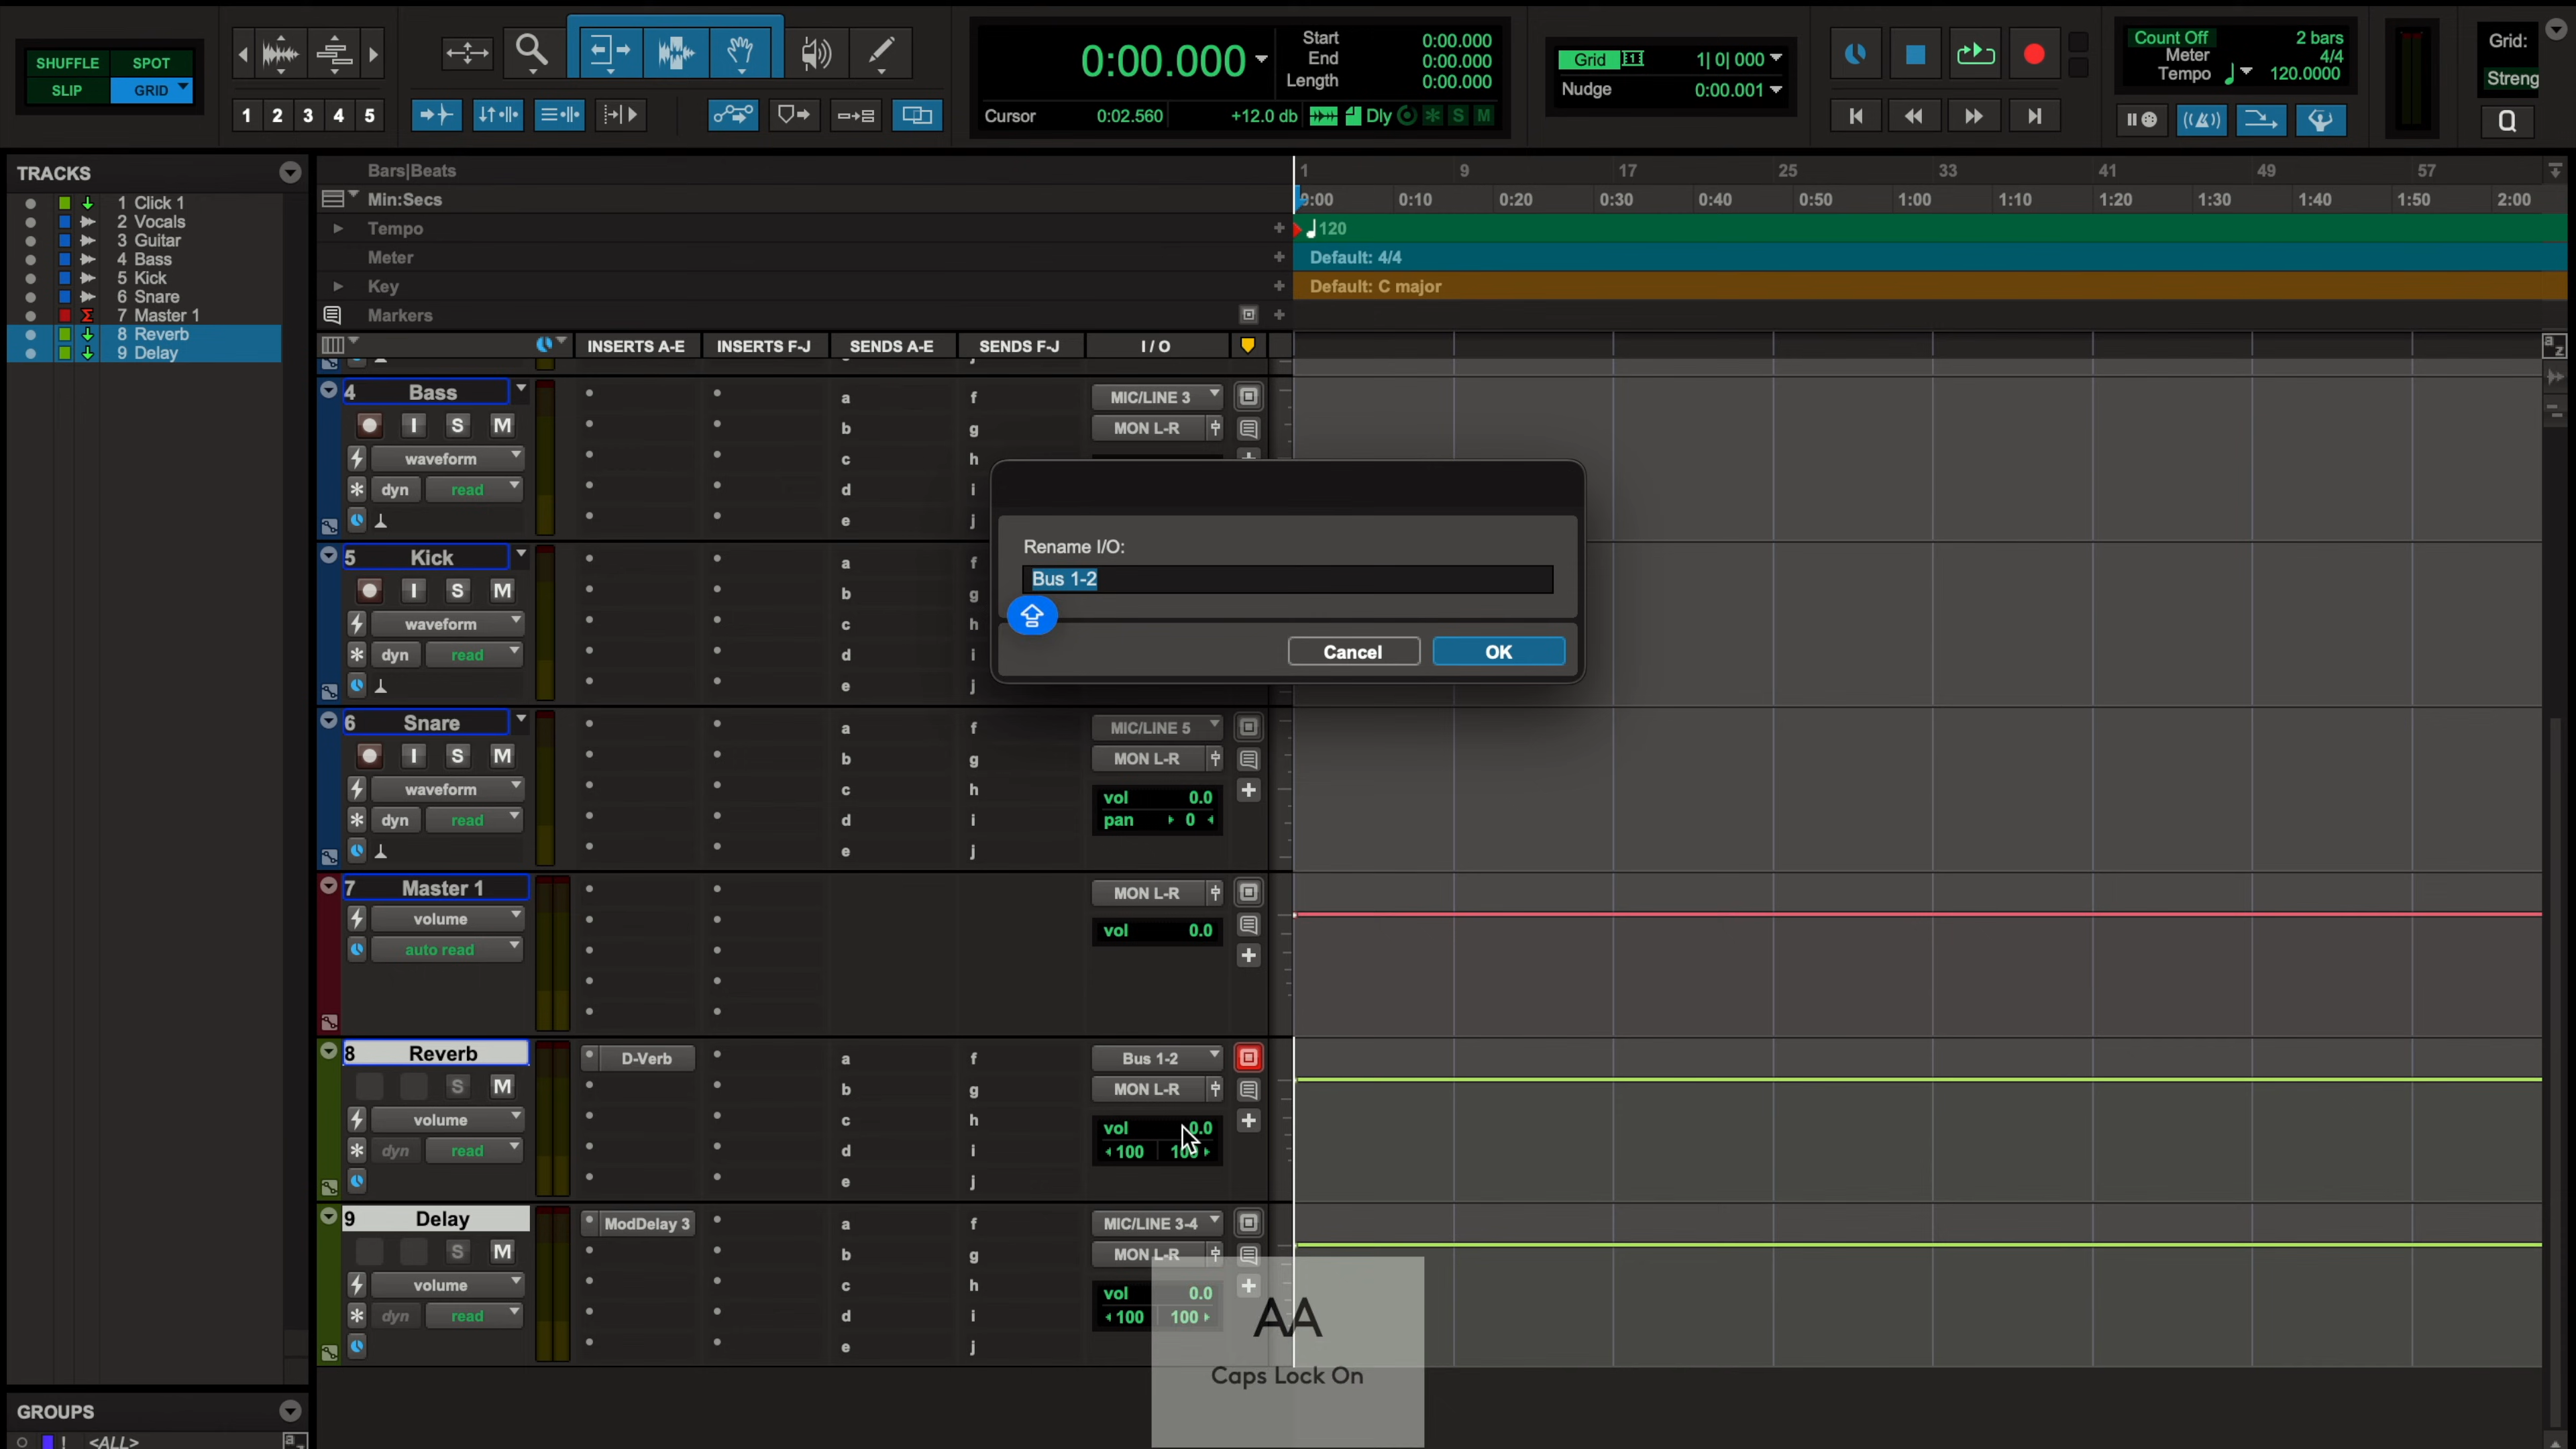 SHUFFLE SPOT
SLIP GRID
1 2 3 4 5
0:00.000
Start 0:00.000
End 0:00.000
Length 0:00.000
Cursor 0:02.560 +12.0 db Dly S M
Grid 1| 0| 000
Nudge 0:00.001
Count Off 2 bars
Meter 4/4
Tempo 120.0000
Grid:
Streng
Q
TRACKS
1 Click 1
2 Vocals
3 Guitar
4 Bass
5 Kick
6 Snare
7 Master 1
8 Reverb
9 Delay
Bars|Beats 1 9 17 25 33 41 49 57
Min:Secs 0:00 0:10 0:20 0:30 0:40 0:50 1:00 1:10 1:20 1:30 1:40 1:50 2:00
Tempo + 120
Meter + Default: 4/4
Key + Default: C major
Markers +
INSERTS A-E INSERTS F-J SENDS A-E SENDS F-J I / O
a z
4 Bass a f MIC/LINE 3
I S M b g MON L-R
waveform c h
dyn read d i
e j
Rename I/O:
Bus 1-2
Cancel OK
5 Kick a f
I S M b g
waveform c h
dyn read d i
e j
6 Snare a f MIC/LINE 5
I S M b g MON L-R
waveform c h vol 0.0
dyn read d i pan 0
e j
7 Master 1 MON L-R
volume vol 0.0
auto read
8 Reverb D-Verb a f Bus 1-2
S M b g MON L-R
volume c h vol 0.0
dyn read d i 100 100
e j
9 Delay ModDelay 3 a f MIC/LINE 3-4
S M b g MON L-R
volume c h vol 0.0
dyn read d i 100 100
e j
AA
Caps Lock On
GROUPS
! <ALL> a z